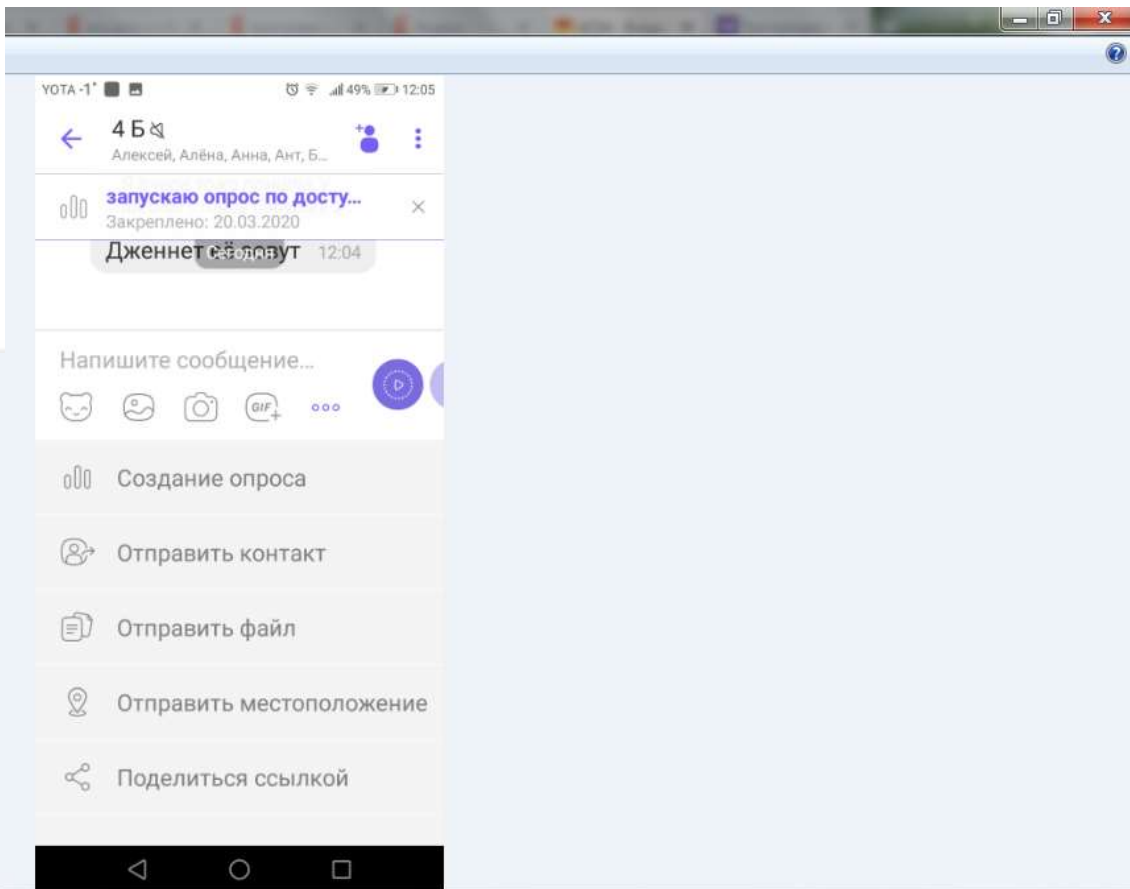 YOTA -1° 49% 12:05
4 Б
Алексей, Алёна, Анна, Ант, Б...
запускаю опрос по досту...
Закреплено: 20.03.2020
Дженнет её зовут 12:04
Сегодня
Напишите сообщение...
GIF
Создание опроса
Отправить контакт
Отправить файл
Отправить местоположение
Поделиться ссылкой